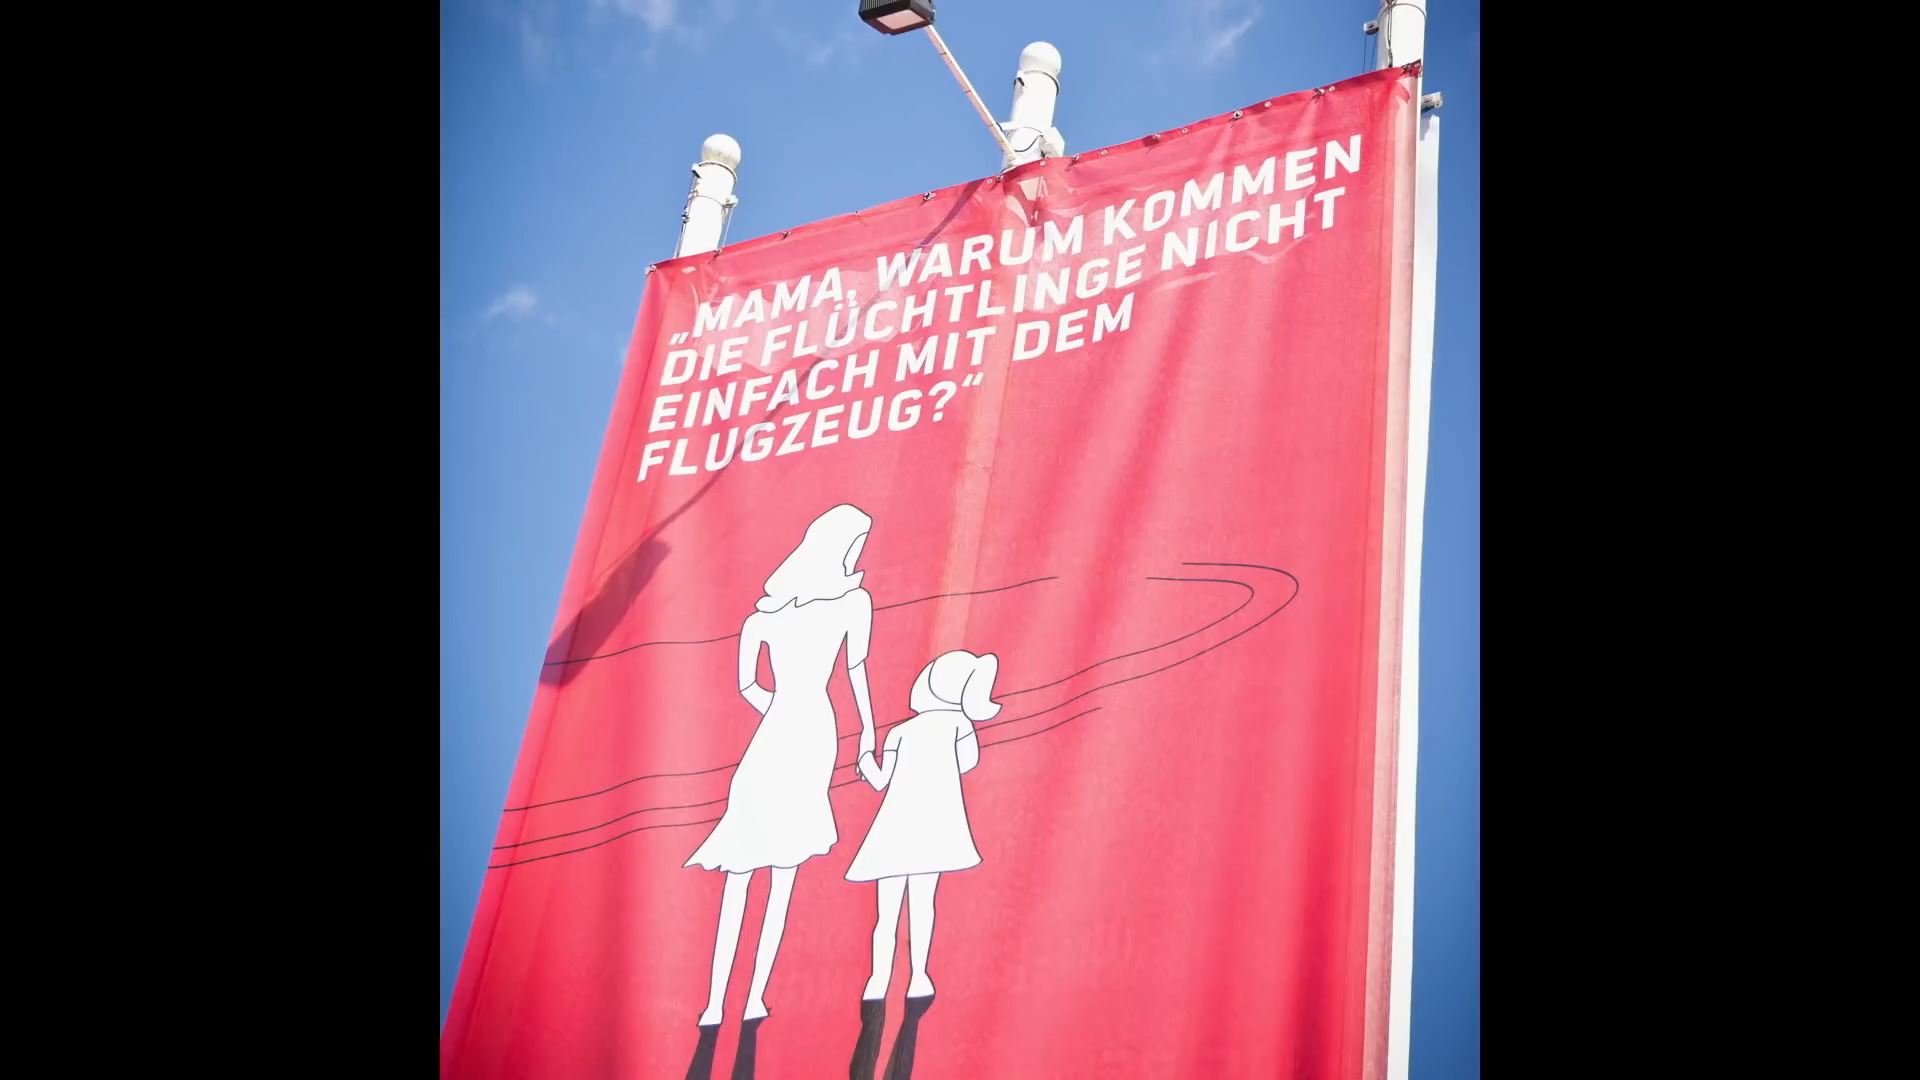 „MAMA, WARUM KOMMEN
DIE FLÜCHTLINGE NICHT
EINFACH MIT DEM
FLUGZEUG?“